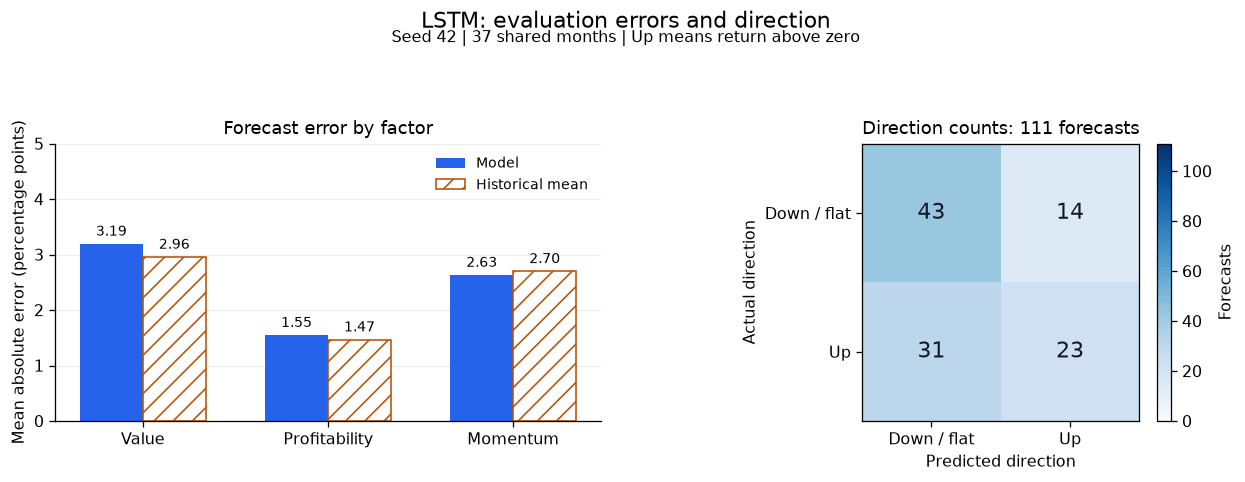 LSTM: evaluation errors and direction
Seed 42 | 37 shared months | Up means return above zero
Forecast error by factor
Mean absolute error (percentage points)
5
4
3
2
1
0
Model
Historical mean
3.19
2.96
1.55
1.47
2.63
2.70
Value
Profitability
Momentum
Direction counts: 111 forecasts
Actual direction
Down / flat
Up
43
14
31
23
Down / flat
Up
Predicted direction
100
80
60
40
20
0
Forecasts